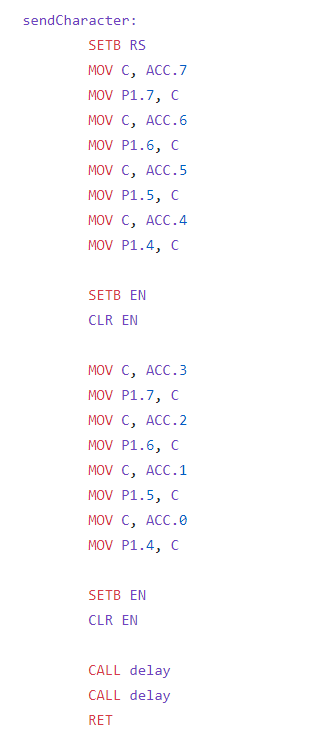 sendCharacter:
SETB RS
MOV C, ACC.7
MOV P1.7, C
MOV C, ACC.6
MOV P1.6, C
MOV C, ACC.5
MOV P1.5, C
MOV C, ACC.4
MOV P1.4, C
SETB EN
CLR EN
MOV C, ACC.3
MOV P1.7, C
MOV C, ACC.2
MOV P1.6, C
MOV C, ACC.1
MOV P1.5, C
MOV C, ACC.0
MOV P1.4, C
SETB EN
CLR EN
CALL delay
CALL delay
RET